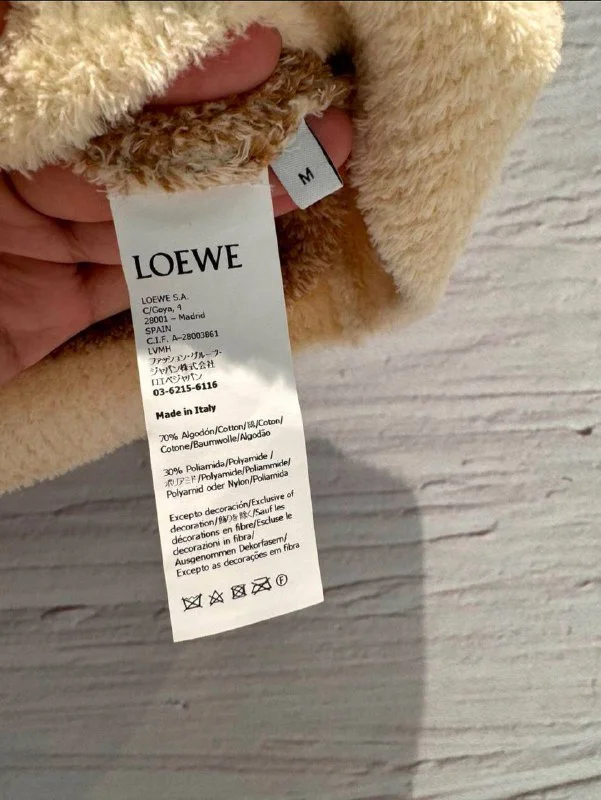 M
LOEWE
LOEWE S.A.
C/Goya, 4
28001 – Madrid
SPAIN
C.I.F. A-28003861
LVMH
ファッション・グループ・
ジャパン株式会社
ロエベジャパン
03-6215-6116
Made in Italy
70% Algodón/Cotton/綿/Coton/
Cotone/Baumwolle/Algodão
30% Poliamida/Polyamide /
ポリアミド/Polyamide/Poliammide/
Polyamid oder Nylon/Poliamida
Excepto decoración/Exclusive of
decoration/飾りを除く/Sauf les
décorations en fibre/Escluse le
decorazioni in fibra/
Ausgenommen Dekorfasern/
Excepto as decorações em fibra
F